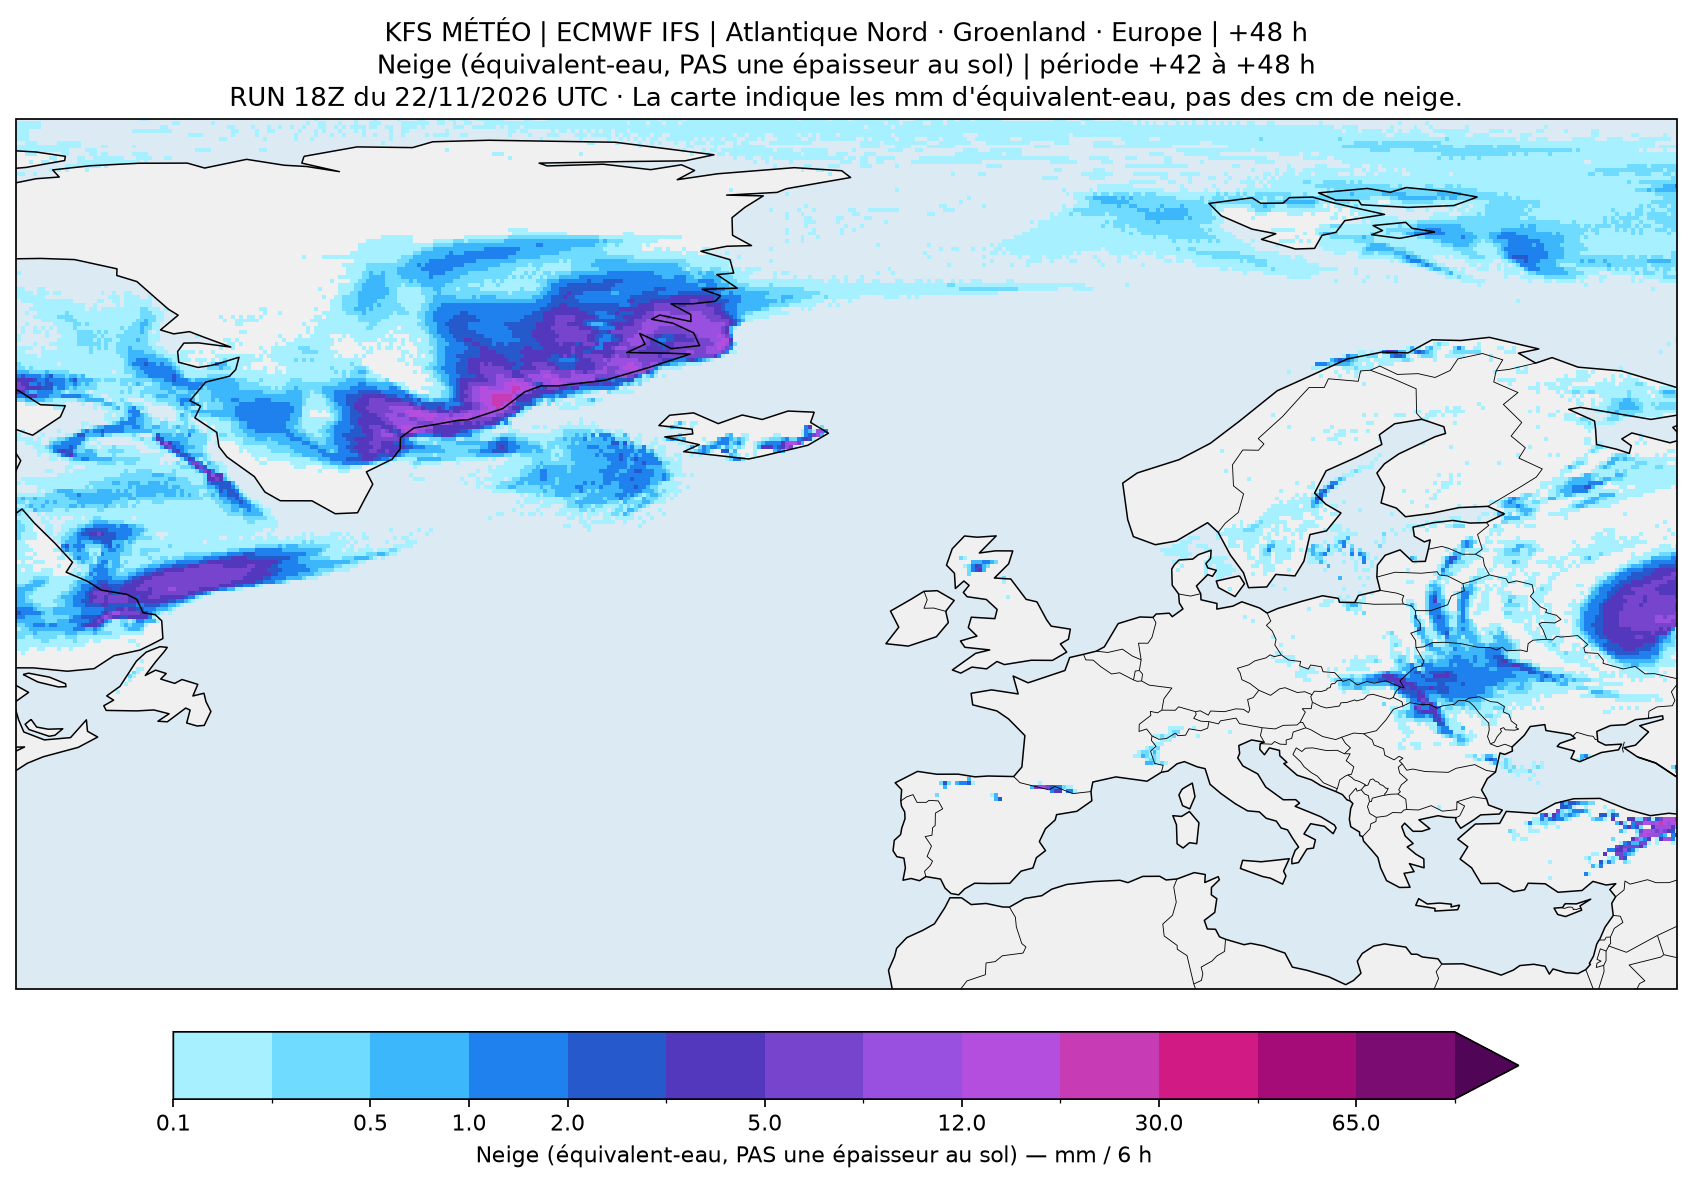 KFS MÉTÉO | ECMWF IFS | Atlantique Nord · Groenland · Europe | +48 h
Neige (équivalent-eau, PAS une épaisseur au sol) | période +42 à +48 h
RUN 18Z du 22/11/2026 UTC · La carte indique les mm d'équivalent-eau, pas des cm de neige.
0.1 0.5 1.0 2.0 5.0 12.0 30.0 65.0
Neige (équivalent-eau, PAS une épaisseur au sol) — mm / 6 h